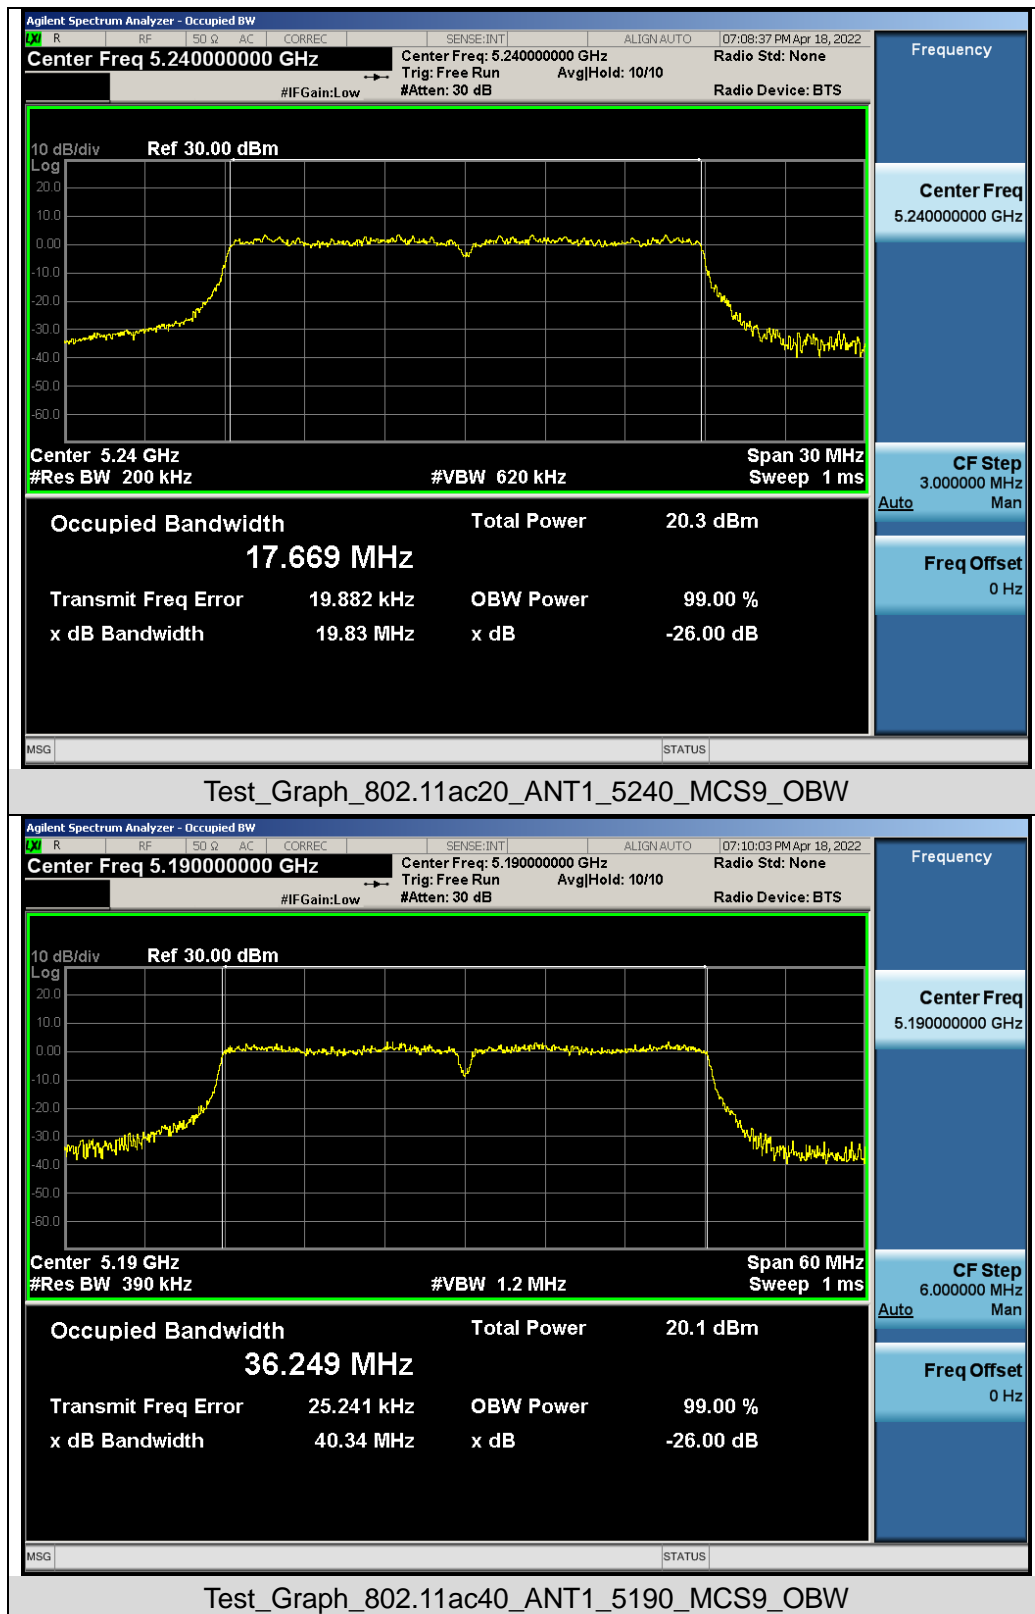 Agilent Spectrum Analyzer - Occupied BW
LXI R RF 50 Ω AC CORREC SENSE:INT ALIGN AUTO 07:08:37 PM Apr 18, 2022
Center Freq 5.240000000 GHz Center Freq: 5.240000000 GHz Radio Std: None
Trig: Free Run Avg|Hold: 10/10
#IFGain:Low #Atten: 30 dB Radio Device: BTS
Frequency
10 dB/div Ref 30.00 dBm
Log
20.0
10.0
0.00
-10.0
-20.0
-30.0
-40.0
-50.0
-60.0
Center 5.24 GHz Span 30 MHz
#Res BW 200 kHz #VBW 620 kHz Sweep 1 ms
Center Freq
5.240000000 GHz
CF Step
3.000000 MHz
Auto Man
Freq Offset
0 Hz
Occupied Bandwidth Total Power 20.3 dBm
17.669 MHz
Transmit Freq Error 19.882 kHz OBW Power 99.00 %
x dB Bandwidth 19.83 MHz x dB -26.00 dB
MSG STATUS
Test_Graph_802.11ac20_ANT1_5240_MCS9_OBW
Agilent Spectrum Analyzer - Occupied BW
LXI R RF 50 Ω AC CORREC SENSE:INT ALIGN AUTO 07:10:03 PM Apr 18, 2022
Center Freq 5.190000000 GHz Center Freq: 5.190000000 GHz Radio Std: None
Trig: Free Run Avg|Hold: 10/10
#IFGain:Low #Atten: 30 dB Radio Device: BTS
Frequency
10 dB/div Ref 30.00 dBm
Log
20.0
10.0
0.00
-10.0
-20.0
-30.0
-40.0
-50.0
-60.0
Center 5.19 GHz Span 60 MHz
#Res BW 390 kHz #VBW 1.2 MHz Sweep 1 ms
Center Freq
5.190000000 GHz
CF Step
6.000000 MHz
Auto Man
Freq Offset
0 Hz
Occupied Bandwidth Total Power 20.1 dBm
36.249 MHz
Transmit Freq Error 25.241 kHz OBW Power 99.00 %
x dB Bandwidth 40.34 MHz x dB -26.00 dB
MSG STATUS
Test_Graph_802.11ac40_ANT1_5190_MCS9_OBW